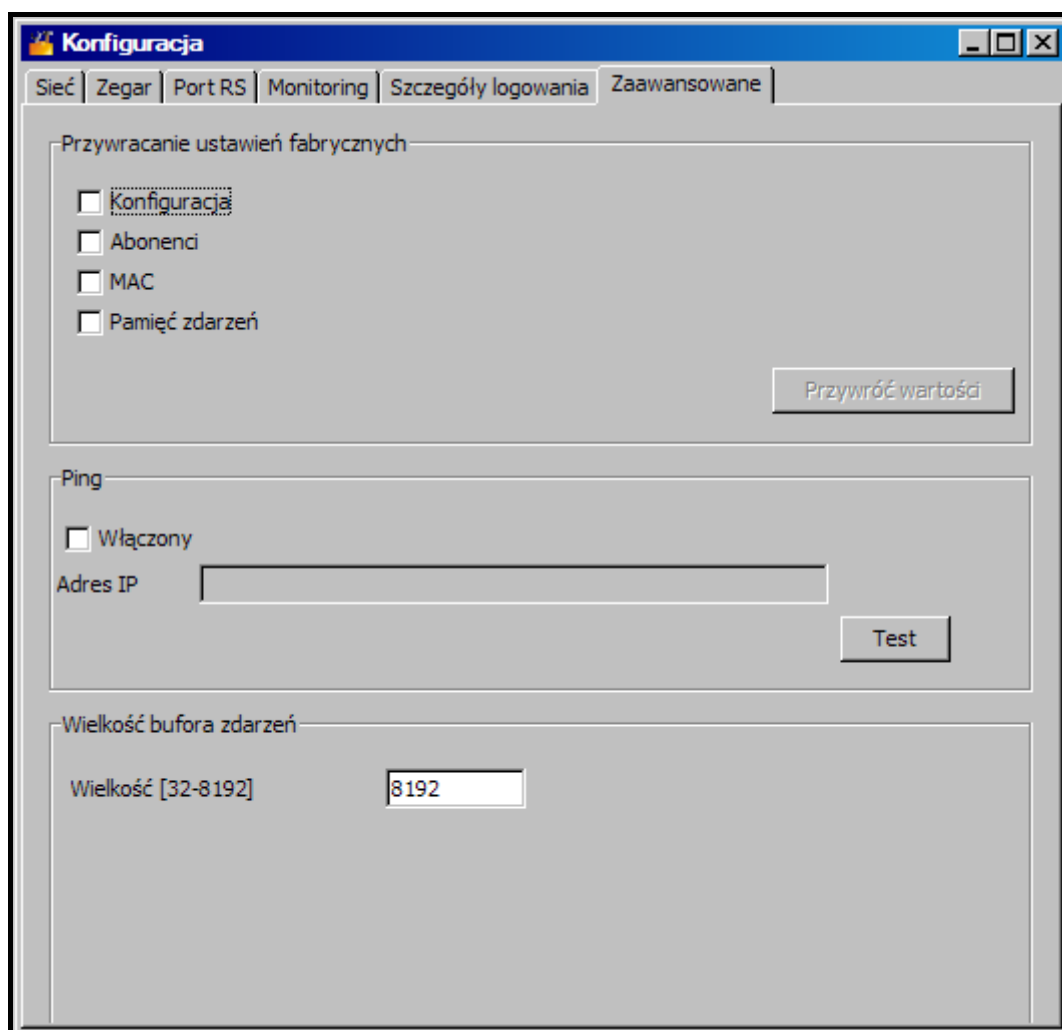 Konfiguracja
Sieć Zegar Port RS Monitoring Szczegóły logowania Zaawansowane
Przywracanie ustawień fabrycznych
Konfiguracja
Abonenci
MAC
Pamięć zdarzeń
Przywróć wartości
Ping
Włączony
Adres IP
Test
Wielkość bufora zdarzeń
Wielkość [32-8192] 8192